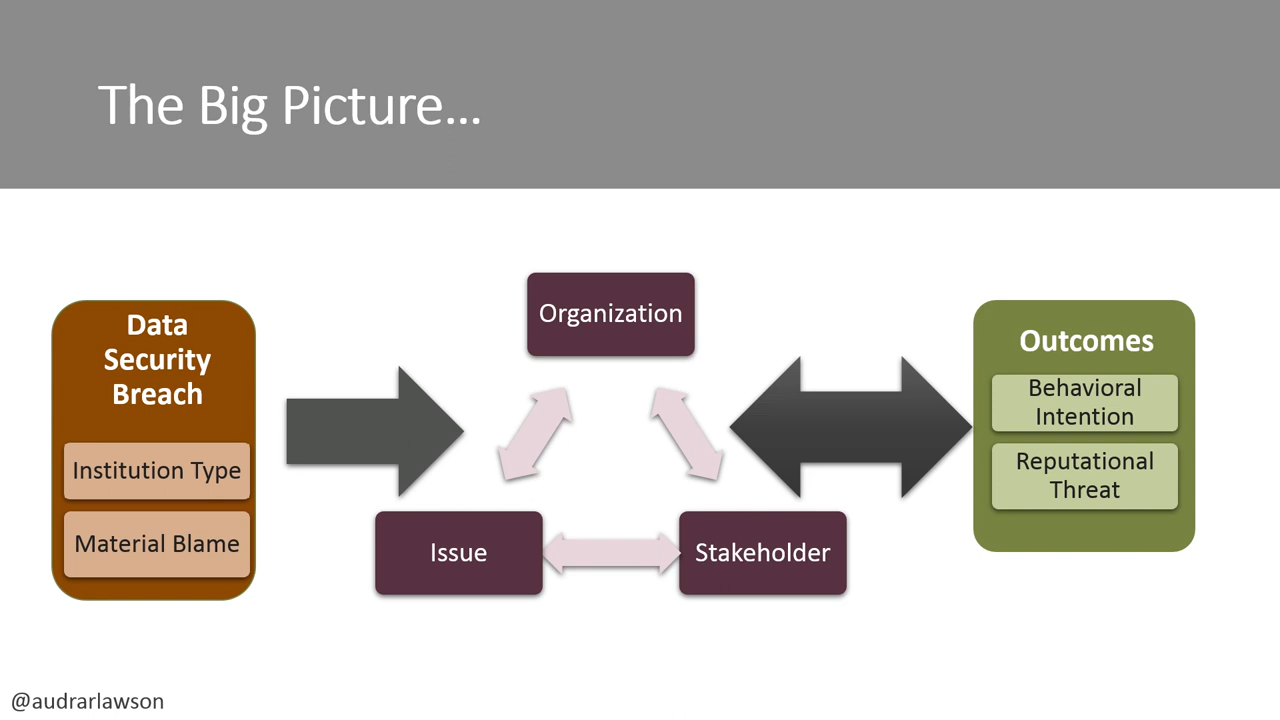 The Big Picture...
Data
Security
Breach
Institution Type
Material Blame
Organization
Issue
Stakeholder
Outcomes
Behavioral
Intention
Reputational
Threat
@audrarlawson